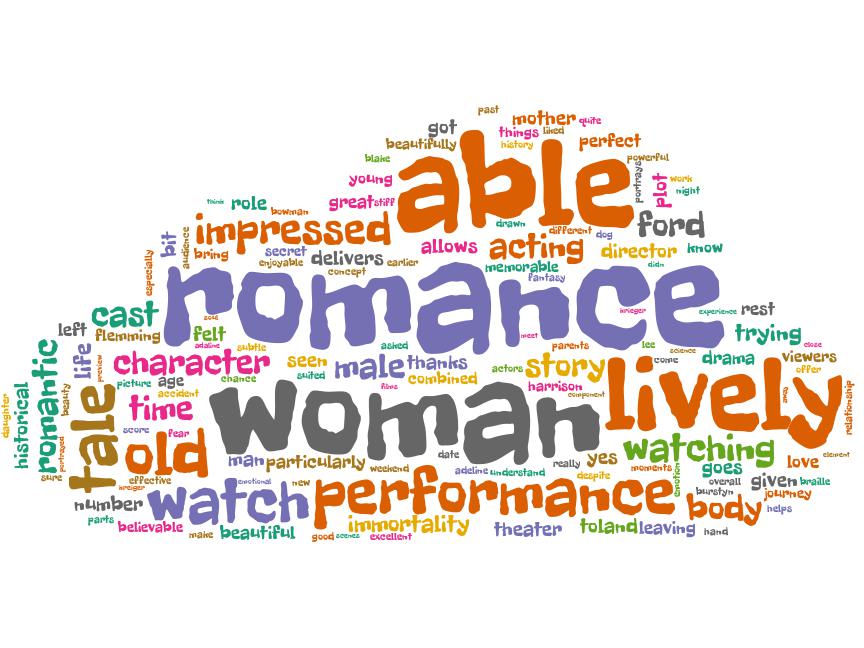 past
mother
quite
got
things
liked
beautifully
history
perfect
blake
able
powerful
young
portrays
plot
work
night
think
role
great
stiff
bowman
impressed
drawn
different
dog
ford
bit
audience
bring
secret
delivers
earlier
allows
acting
director
know
especially
enjoyable
concept
memorable
didn
fantasy
romance
cast
soul
krieger
experience
rest
left
flemming
felt
trying
romantic
life
adaline
subtle
asked
meet
parents
lee
science
close
preview
character
seen
male
thanks
actors
story
come
drama
viewers
picture
age
chance
suited
combined
offer
historical
beauty
tale
accident
films
harrison
component
daughter
time
woman
lively
away
relationship
score
fear
old
watching
portrayed
man
particularly
date
really
yes
moments
goes
love
element
sure
weekend
adeline
understand
despite
emotion
effective
emotional
new
overall
given
braille
kreiger
number
watch
performance
burstyn
journey
body
helps
parts
believable
immortality
theater
toland
leaving
hand
make
beautiful
good
scenes
excellent